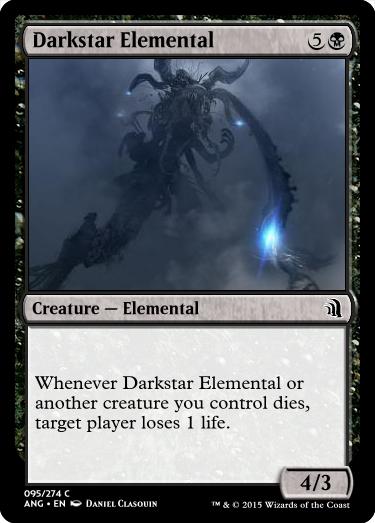 Darkstar Elemental 5
Creature — Elemental
Whenever Darkstar Elemental or
another creature you control dies,
target player loses 1 life.
4/3
095/274 C
ANG • EN Daniel Clasouin ™ & © 2015 Wizards of the Coast